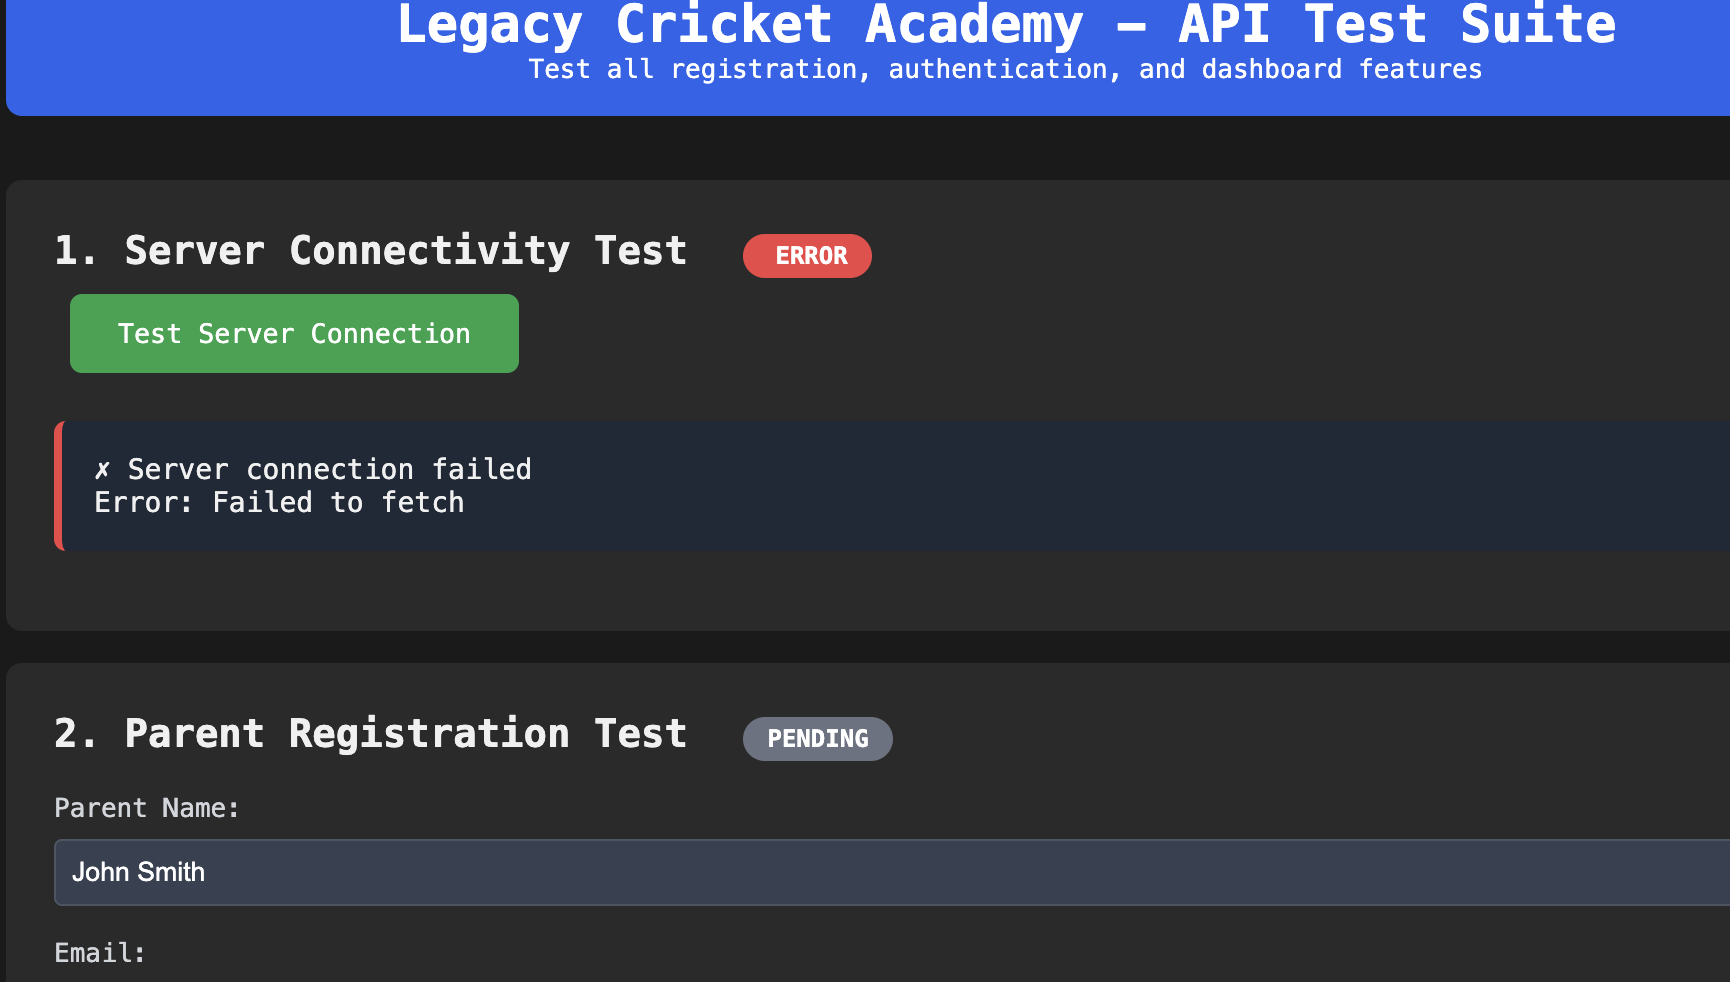 Legacy Cricket Academy - API Test Suite
Test all registration, authentication, and dashboard features
1. Server Connectivity Test
ERROR
Test Server Connection
✗ Server connection failed
Error: Failed to fetch
2. Parent Registration Test
PENDING
Parent Name:
John Smith
Email: